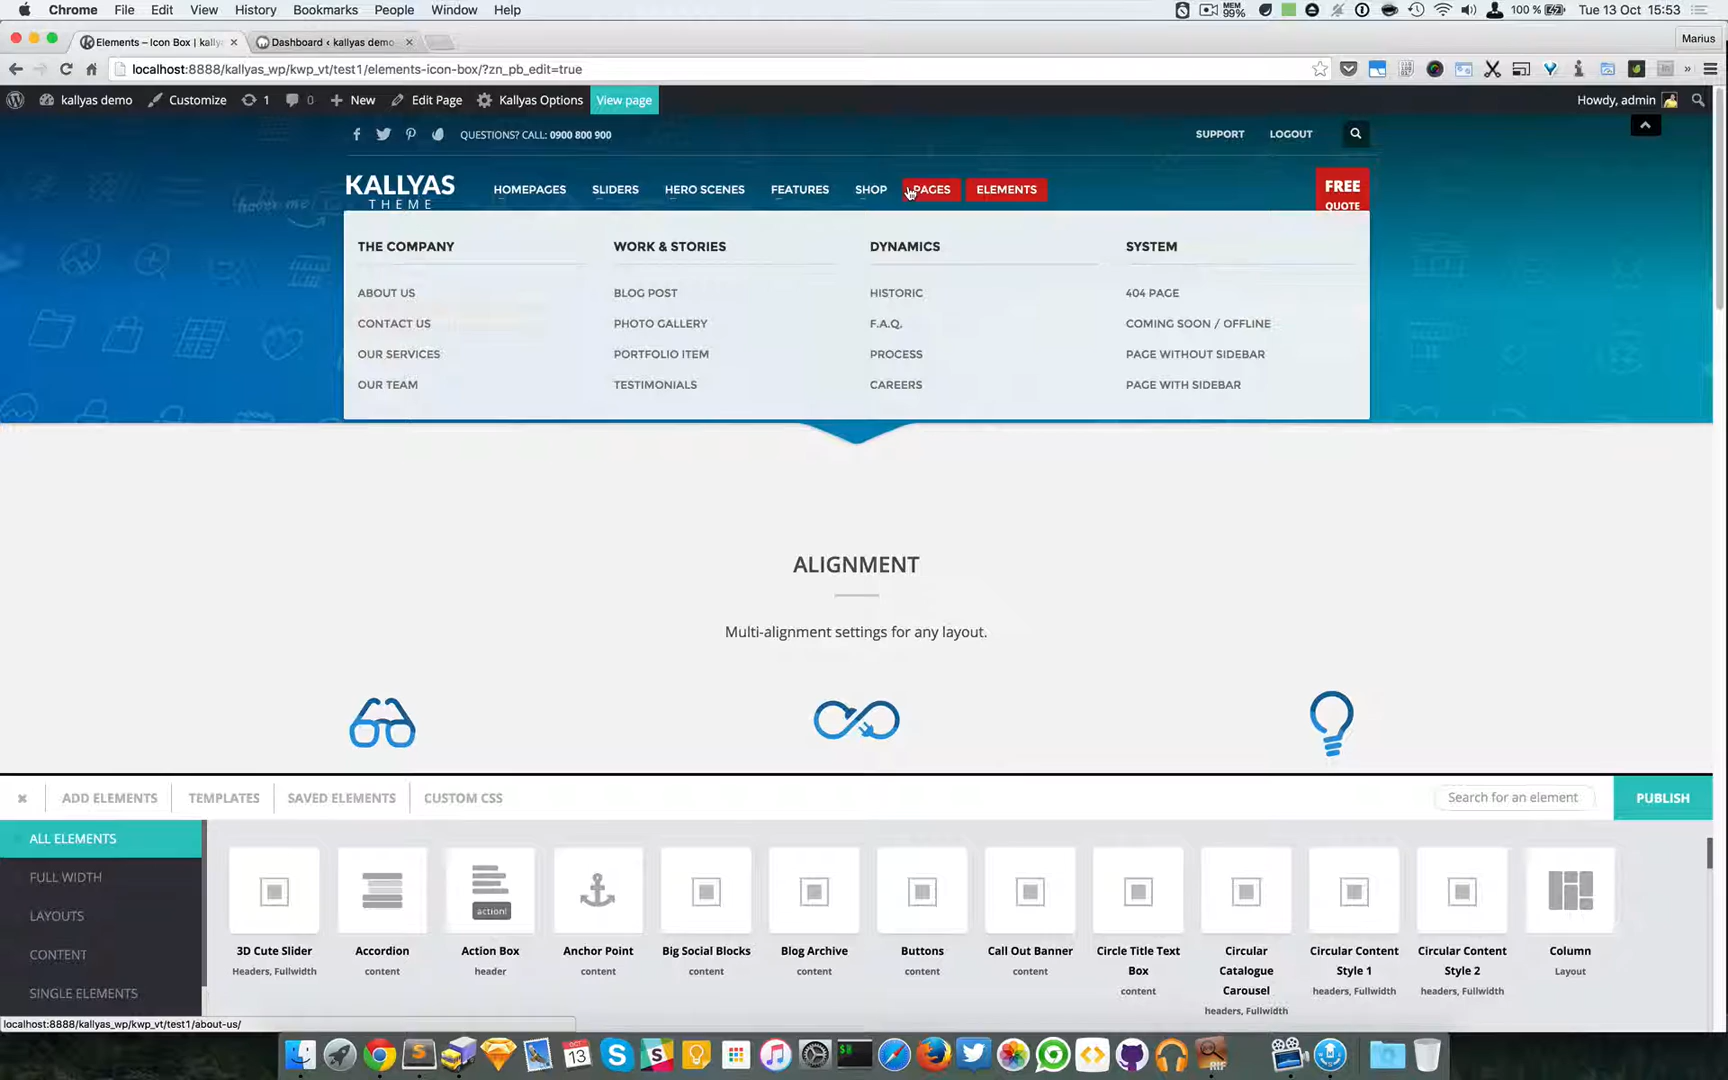 Chrome File Edit View History Bookmarks People Window Help MEM 99% 100 % Tue 13 Oct 15:53
Elements – Icon Box | kally Dashboard ‹ kallyas demo Marius
localhost:8888/kallyas_wp/kwp_vt/test1/elements-icon-box/?zn_pb_edit=true
kallyas demo Customize 1 0 New Edit Page Kallyas Options View page Howdy, admin
QUESTIONS? CALL: 0900 800 900 SUPPORT LOGOUT
KALLYAS
THEME
HOMEPAGES SLIDERS HERO SCENES FEATURES SHOP PAGES ELEMENTS
FREE
QUOTE
THE COMPANY WORK & STORIES DYNAMICS SYSTEM
ABOUT US BLOG POST HISTORIC 404 PAGE
CONTACT US PHOTO GALLERY F.A.Q. COMING SOON / OFFLINE
OUR SERVICES PORTFOLIO ITEM PROCESS PAGE WITHOUT SIDEBAR
OUR TEAM TESTIMONIALS CAREERS PAGE WITH SIDEBAR
ALIGNMENT
Multi-alignment settings for any layout.
ADD ELEMENTS TEMPLATES SAVED ELEMENTS CUSTOM CSS Search for an element PUBLISH
ALL ELEMENTS
FULL WIDTH
LAYOUTS
CONTENT
SINGLE ELEMENTS
action!
3D Cute Slider
Headers, Fullwidth
Accordion
content
Action Box
header
Anchor Point
content
Big Social Blocks
content
Blog Archive
content
Buttons
content
Call Out Banner
content
Circle Title Text
Box
content
Circular
Catalogue
Carousel
headers, Fullwidth
Circular Content
Style 1
headers, Fullwidth
Circular Content
Style 2
headers, Fullwidth
Column
Layout
localhost:8888/kallyas_wp/kwp_vt/test1/about-us/
13
RIF